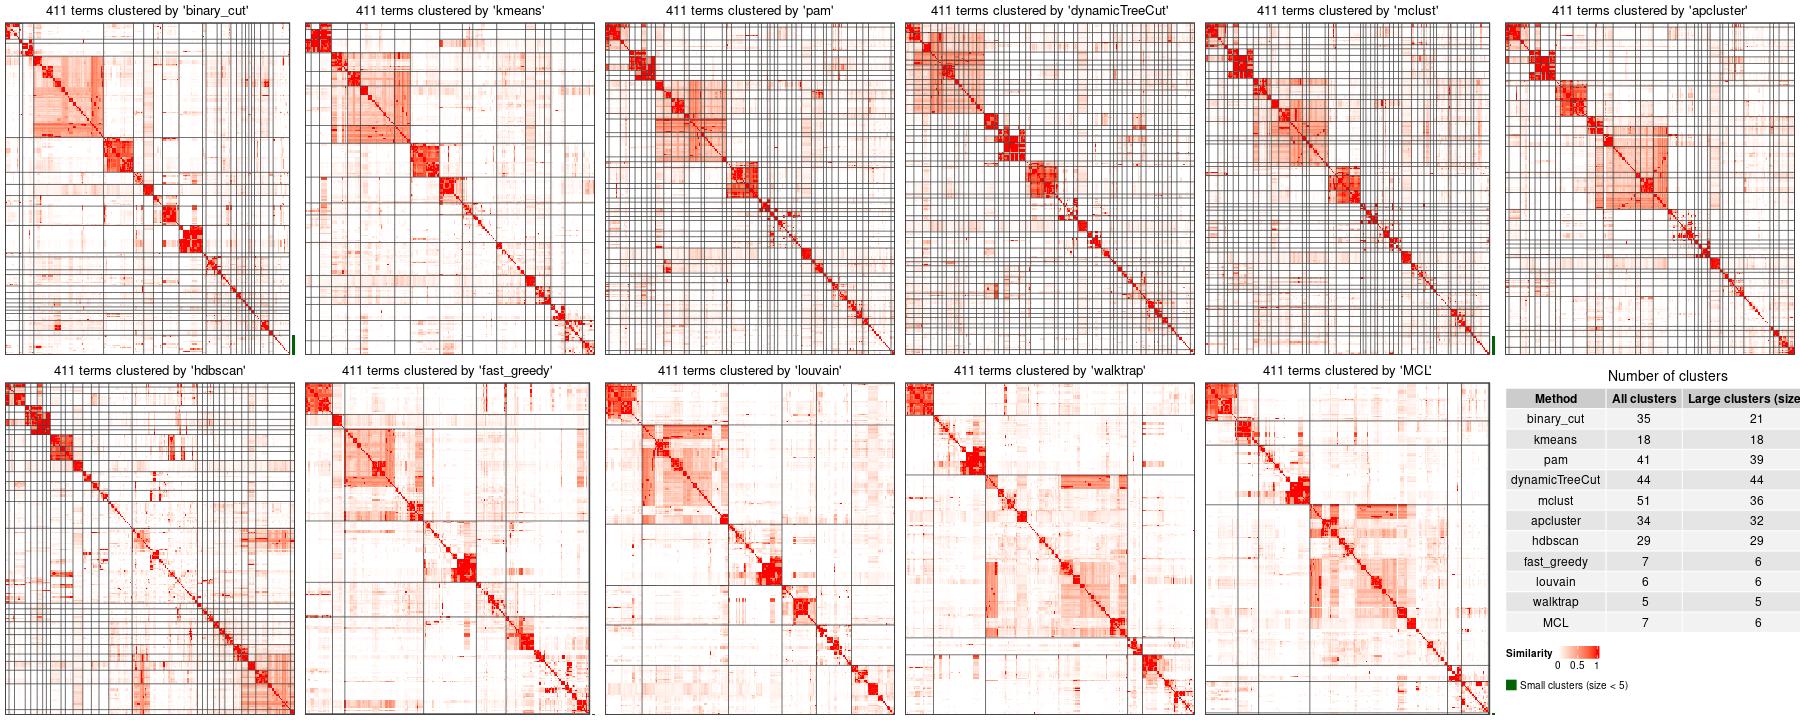 411 terms clustered by 'binary_cut'
411 terms clustered by 'kmeans'
411 terms clustered by 'pam'
411 terms clustered by 'dynamicTreeCut'
411 terms clustered by 'mclust'
411 terms clustered by 'apcluster'
411 terms clustered by 'hdbscan'
411 terms clustered by 'fast_greedy'
411 terms clustered by 'louvain'
411 terms clustered by 'walktrap'
411 terms clustered by 'MCL'
Number of clusters
Method All clusters Large clusters (size
binary_cut 35 21
kmeans 18 18
pam 41 39
dynamicTreeCut 44 44
mclust 51 36
apcluster 34 32
hdbscan 29 29
fast_greedy 7 6
louvain 6 6
walktrap 5 5
MCL 7 6
Similarity
0 0.5 1
Small clusters (size < 5)